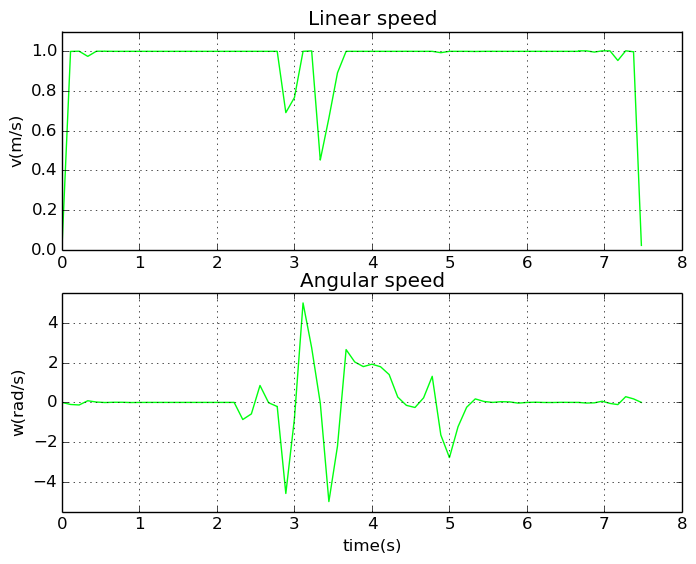 Linear speed
1.0
0.8
0.6
0.4
0.2
0.0
v(m/s)
0 1 2 3 4 5 6 7 8
Angular speed
4
2
0
−2
−4
w(rad/s)
0 1 2 3 4 5 6 7 8
time(s)